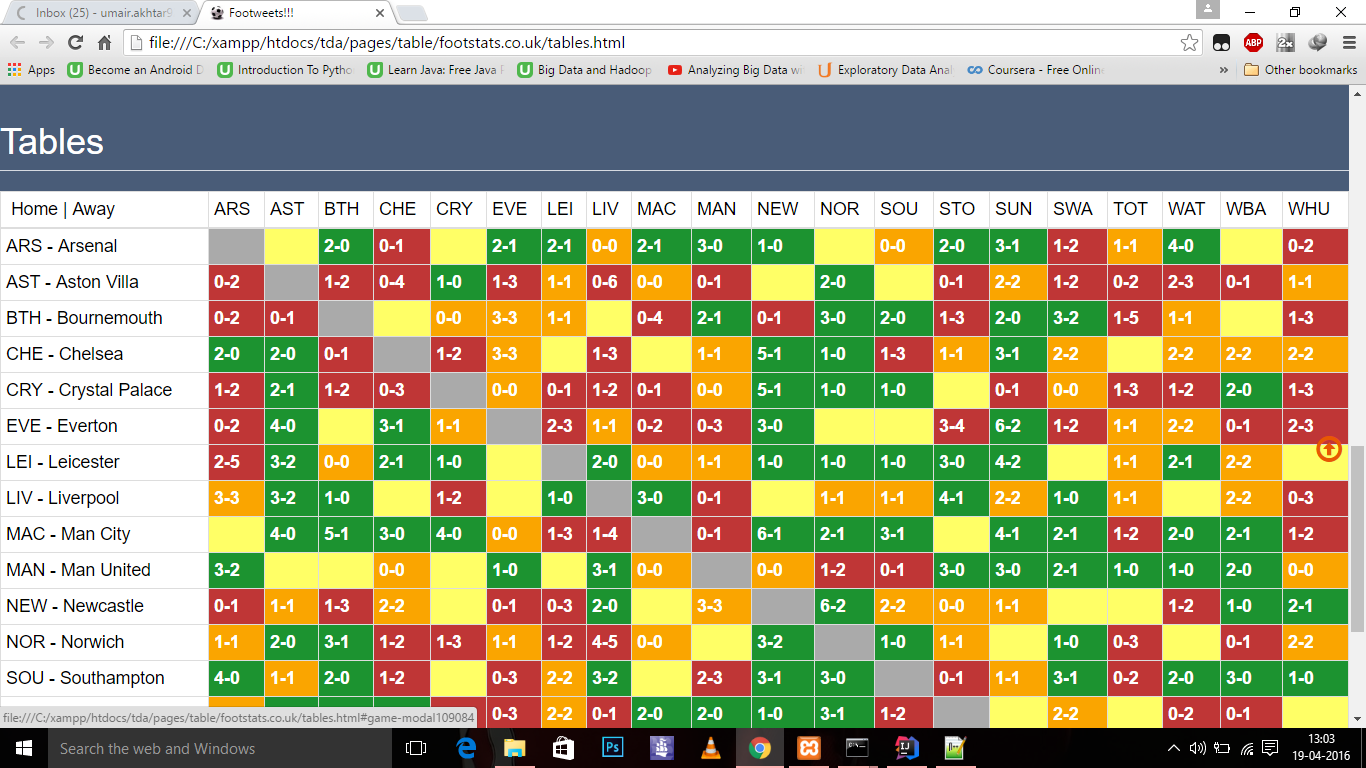 Inbox (25) - umair.akhtar9
Footweets!!!
file:///C:/xampp/htdocs/tda/pages/table/footstats.co.uk/tables.html
ABP 2x
Apps Become an Android D Introduction To Pytho Learn Java: Free Java Big Data and Hadoop Analyzing Big Data wi Exploratory Data Anal Coursera - Free Onlin » Other bookmarks
Tables
Home | Away ARS AST BTH CHE CRY EVE LEI LIV MAC MAN NEW NOR SOU STO SUN SWA TOT WAT WBA WHU
ARS - Arsenal 2-0 0-1 2-1 2-1 0-0 2-1 3-0 1-0 0-0 2-0 3-1 1-2 1-1 4-0 0-2
AST - Aston Villa 0-2 1-2 0-4 1-0 1-3 1-1 0-6 0-0 0-1 2-0 0-1 2-2 1-2 0-2 2-3 0-1 1-1
BTH - Bournemouth 0-2 0-1 0-0 3-3 1-1 0-4 2-1 0-1 3-0 2-0 1-3 2-0 3-2 1-5 1-1 1-3
CHE - Chelsea 2-0 2-0 0-1 1-2 3-3 1-3 1-1 5-1 1-0 1-3 1-1 3-1 2-2 2-2 2-2 2-2
CRY - Crystal Palace 1-2 2-1 1-2 0-3 0-0 0-1 1-2 0-1 0-0 5-1 1-0 1-0 0-1 0-0 1-3 1-2 2-0 1-3
EVE - Everton 0-2 4-0 3-1 1-1 2-3 1-1 0-2 0-3 3-0 3-4 6-2 1-2 1-1 2-2 0-1 2-3
LEI - Leicester 2-5 3-2 0-0 2-1 1-0 2-0 0-0 1-1 1-0 1-0 1-0 3-0 4-2 1-1 2-1 2-2
LIV - Liverpool 3-3 3-2 1-0 1-2 1-0 3-0 0-1 1-1 1-1 4-1 2-2 1-0 1-1 2-2 0-3
MAC - Man City 4-0 5-1 3-0 4-0 0-0 1-3 1-4 0-1 6-1 2-1 3-1 4-1 2-1 1-2 2-0 2-1 1-2
MAN - Man United 3-2 0-0 1-0 3-1 0-0 0-0 1-2 0-1 3-0 3-0 2-1 1-0 1-0 2-0 0-0
NEW - Newcastle 0-1 1-1 1-3 2-2 0-1 0-3 2-0 3-3 6-2 2-2 0-0 1-1 1-2 1-0 2-1
NOR - Norwich 1-1 2-0 3-1 1-2 1-3 1-1 1-2 4-5 0-0 3-2 1-0 1-1 1-0 0-3 0-1 2-2
SOU - Southampton 4-0 1-1 2-0 1-2 0-3 2-2 3-2 2-3 3-1 3-0 0-1 1-1 3-1 0-2 2-0 3-0 1-0
0-3 2-2 0-1 2-0 2-0 1-0 3-1 1-2 2-2 0-2 0-1
file:///C:/xampp/htdocs/tda/pages/table/footstats.co.uk/tables.html#game-modal109084
Search the web and Windows
Ps
13:03
19-04-2016